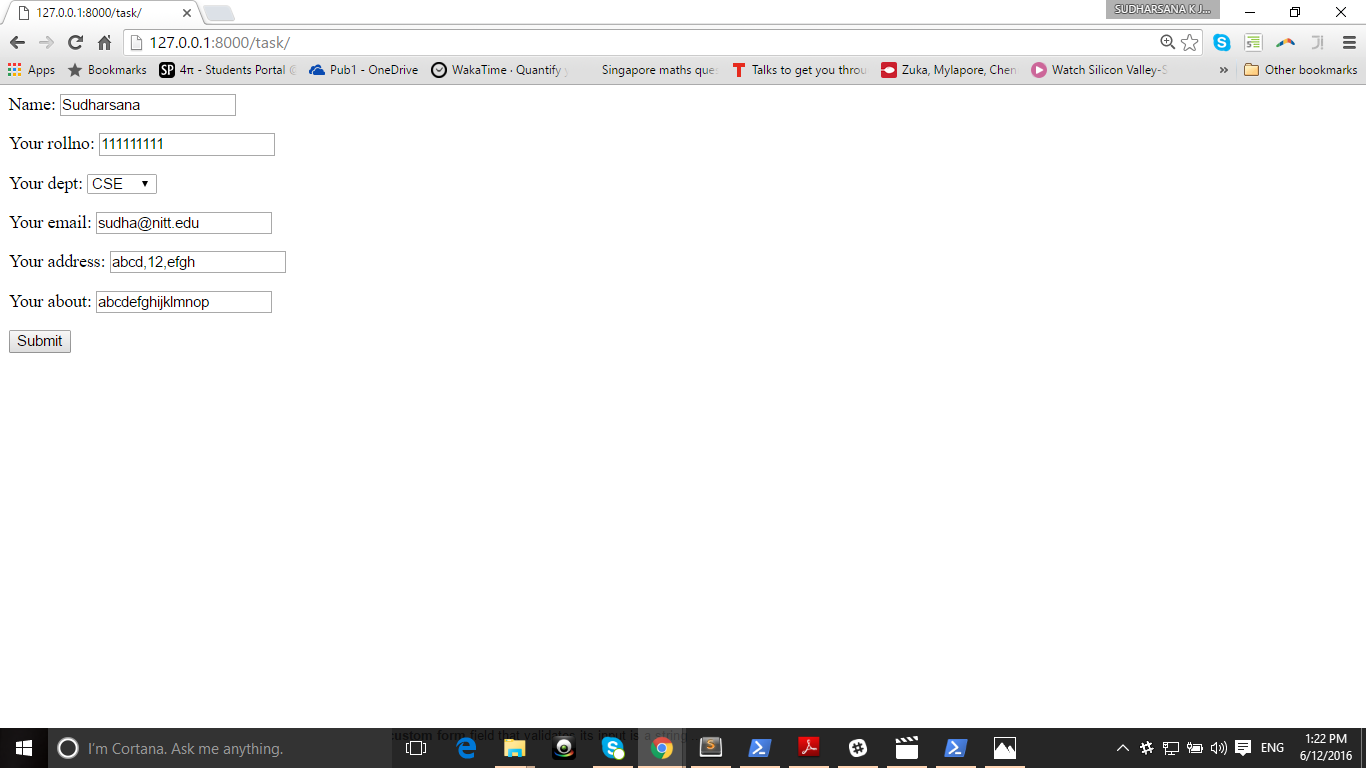 127.0.0.1:8000/task/
SUDHARSANA K J...
127.0.0.1:8000/task/
Apps Bookmarks SP 4π - Students Portal Pub1 - OneDrive WakaTime · Quantify Singapore maths que T Talks to get you throu Zuka, Mylapore, Chen Watch Silicon Valley-S » Other bookmarks
Name: Sudharsana
Your rollno: 111111111
Your dept: CSE
Your email: sudha@nitt.edu
Your address: abcd,12,efgh
Your about: abcdefghijklmnop
Submit
custom form field that validates its input is a string
I'm Cortana. Ask me anything.
ENG
1:22 PM
6/12/2016